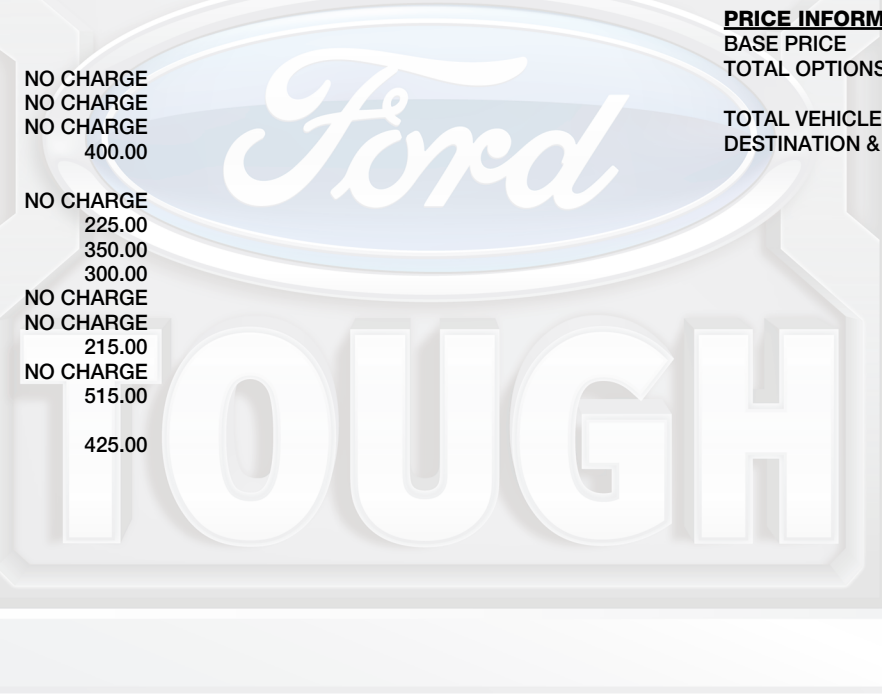 NO CHARGE
NO CHARGE
NO CHARGE
400.00
NO CHARGE
225.00
350.00
300.00
NO CHARGE
NO CHARGE
215.00
NO CHARGE
515.00
425.00
PRICE INFORM
BASE PRICE
TOTAL OPTIONS
TOTAL VEHICLE
DESTINATION &
Ford
TOUGH